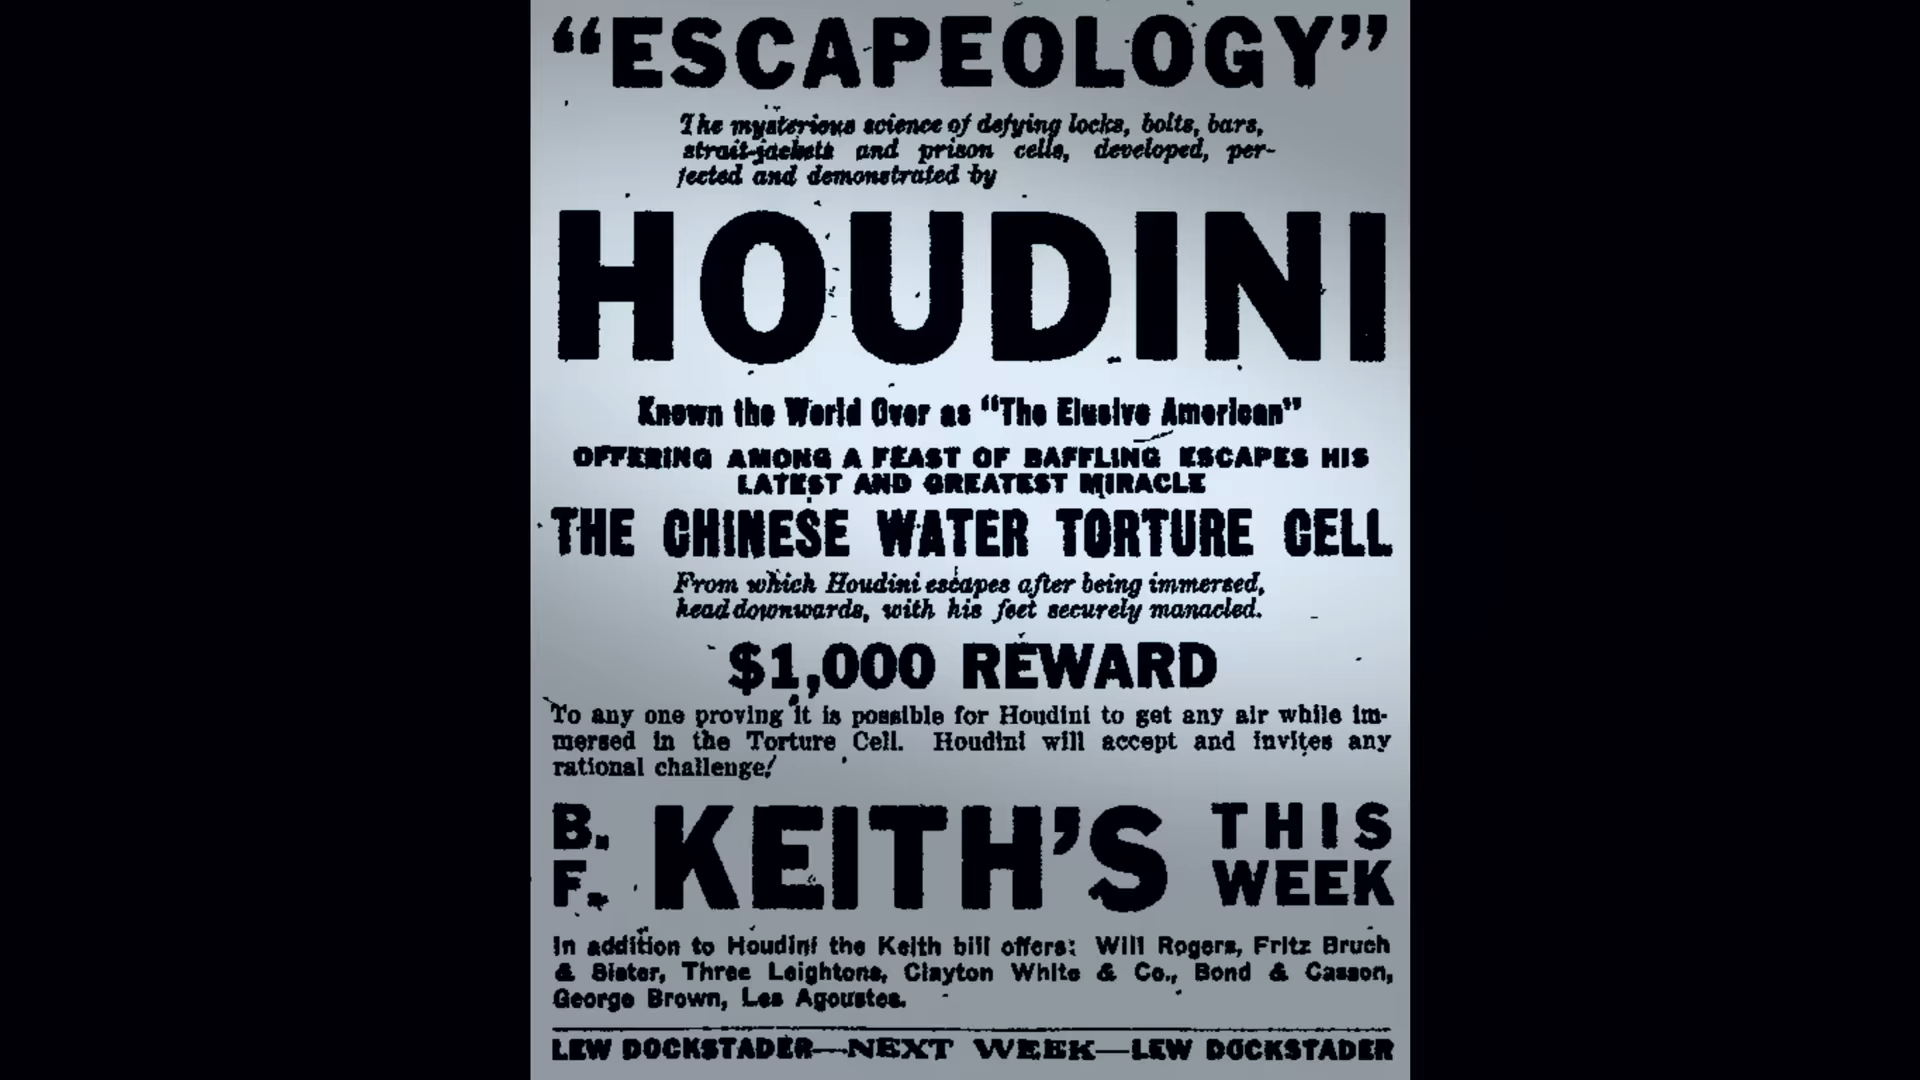 “ESCAPEOLOGY”
The mysterious science of defying locks, bolts, bars,
strait-jackets and prison cells, developed, per-
fected and demonstrated by
HOUDINI
Known the World Over as “The Elusive American”
OFFERING AMONG A FEAST OF BAFFLING ESCAPES HIS
LATEST AND GREATEST MIRACLE
THE CHINESE WATER TORTURE CELL
From which Houdini escapes after being immersed,
head downwards, with his feet securely manacled.
$1,000 REWARD
To any one proving it is possible for Houdini to get any air while im-
mersed in the Torture Cell. Houdini will accept and invites any
rational challenge!
B. F. KEITH’S THIS WEEK
In addition to Houdini the Keith bill offers: Will Rogers, Fritz Bruch
& Sister, Three Leightons, Clayton White & Co., Bond & Casson,
George Brown, Les Agoustes.
LEW DOCKSTADER—NEXT WEEK—LEW DOCKSTADER